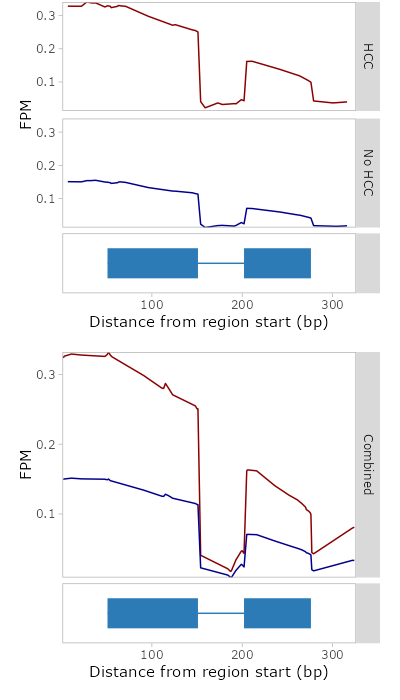 0.3
0.2
0.1
HCC
FPM
0.3
0.2
0.1
No HCC
100 200 300
Distance from region start (bp)
0.3
0.2
0.1
FPM
Combined
100 200 300
Distance from region start (bp)